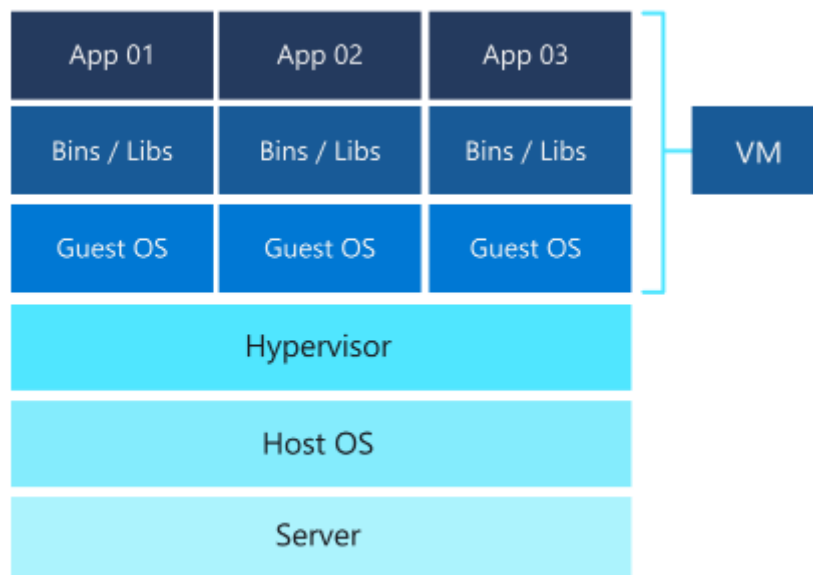 App 01
App 02
App 03
Bins / Libs
Bins / Libs
Bins / Libs
VM
Guest OS
Guest OS
Guest OS
Hypervisor
Host OS
Server